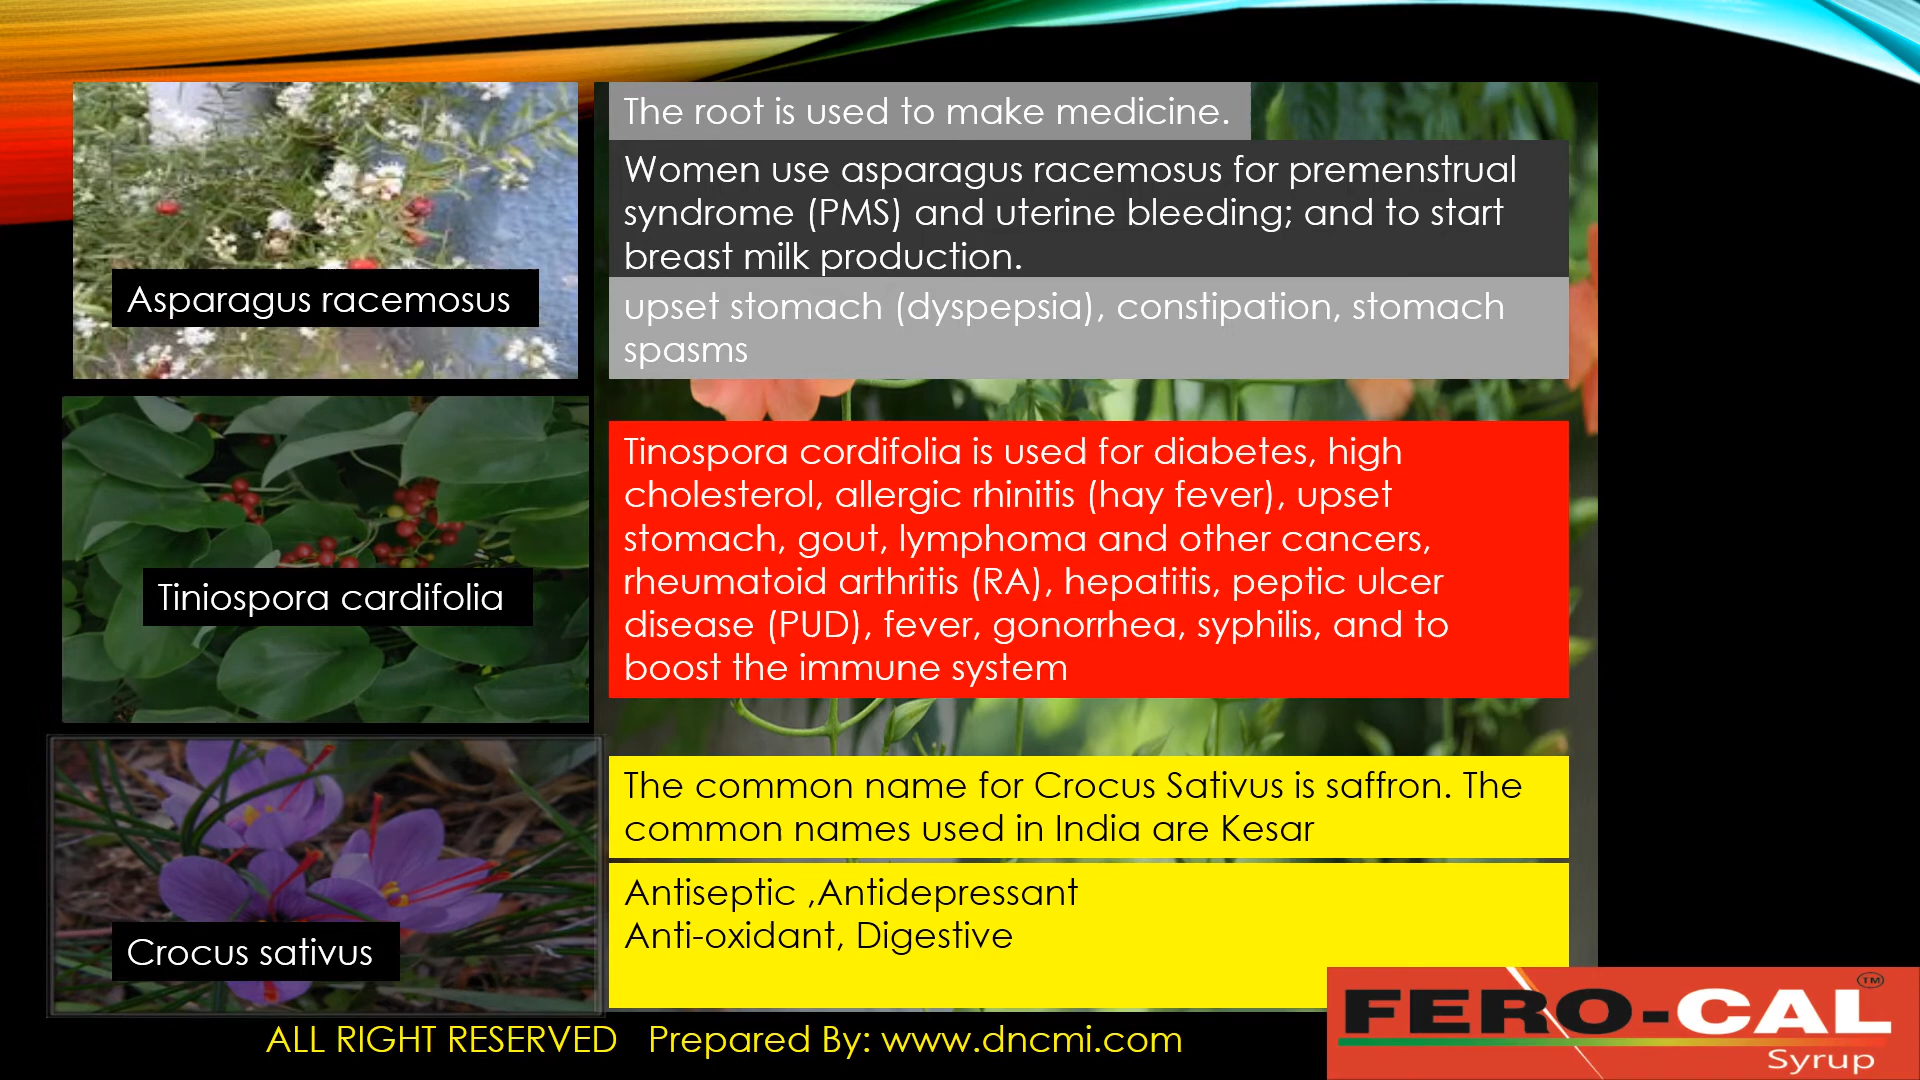 Asparagus racemosus
The root is used to make medicine.
Women use asparagus racemosus for premenstrual
syndrome (PMS) and uterine bleeding; and to start
breast milk production.
upset stomach (dyspepsia), constipation, stomach
spasms
Tiniospora cardifolia
Tinospora cordifolia is used for diabetes, high
cholesterol, allergic rhinitis (hay fever), upset
stomach, gout, lymphoma and other cancers,
rheumatoid arthritis (RA), hepatitis, peptic ulcer
disease (PUD), fever, gonorrhea, syphilis, and to
boost the immune system
Crocus sativus
The common name for Crocus Sativus is saffron. The
common names used in India are Kesar
Antiseptic ,Antidepressant
Anti-oxidant, Digestive
ALL RIGHT RESERVED Prepared By: www.dncmi.com
FERO-CAL™
Syrup